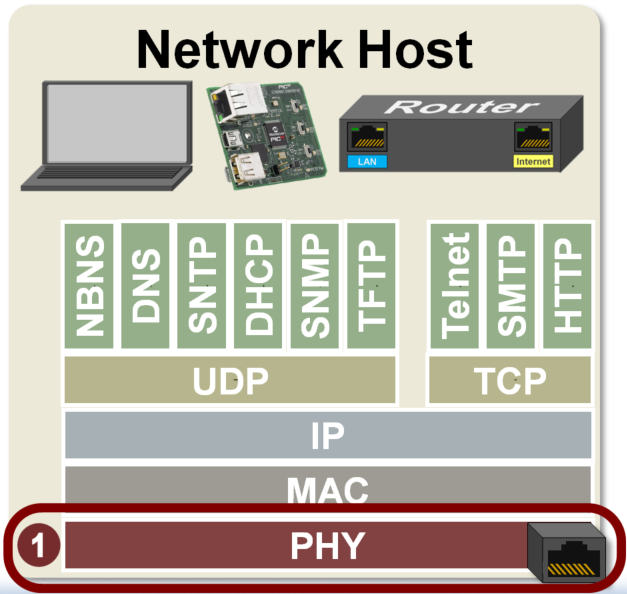 Network Host
PIC
Router
LAN
Internet
NBNS
DNS
SNTP
DHCP
SNMP
TFTP
Telnet
SMTP
HTTP
UDP
TCP
IP
MAC
1
PHY